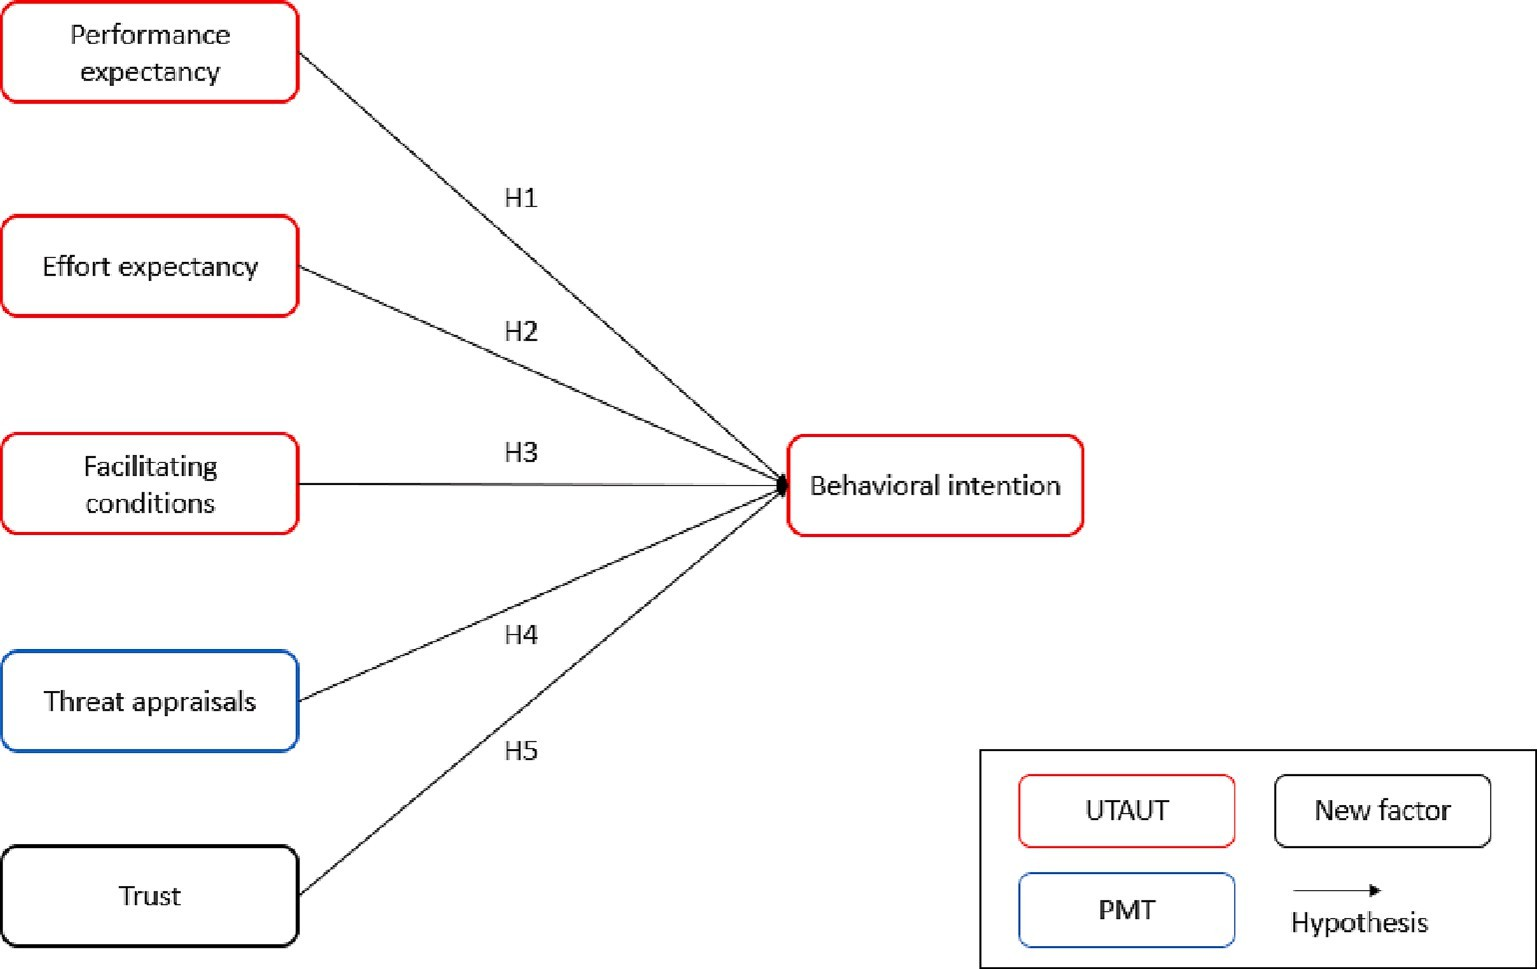 Performance
expectancy
H1
Effort expectancy
H2
Facilitating
conditions
H3
Behavioral intention
H4
Threat appraisals
H5
Trust
UTAUT
New factor
PMT
Hypothesis